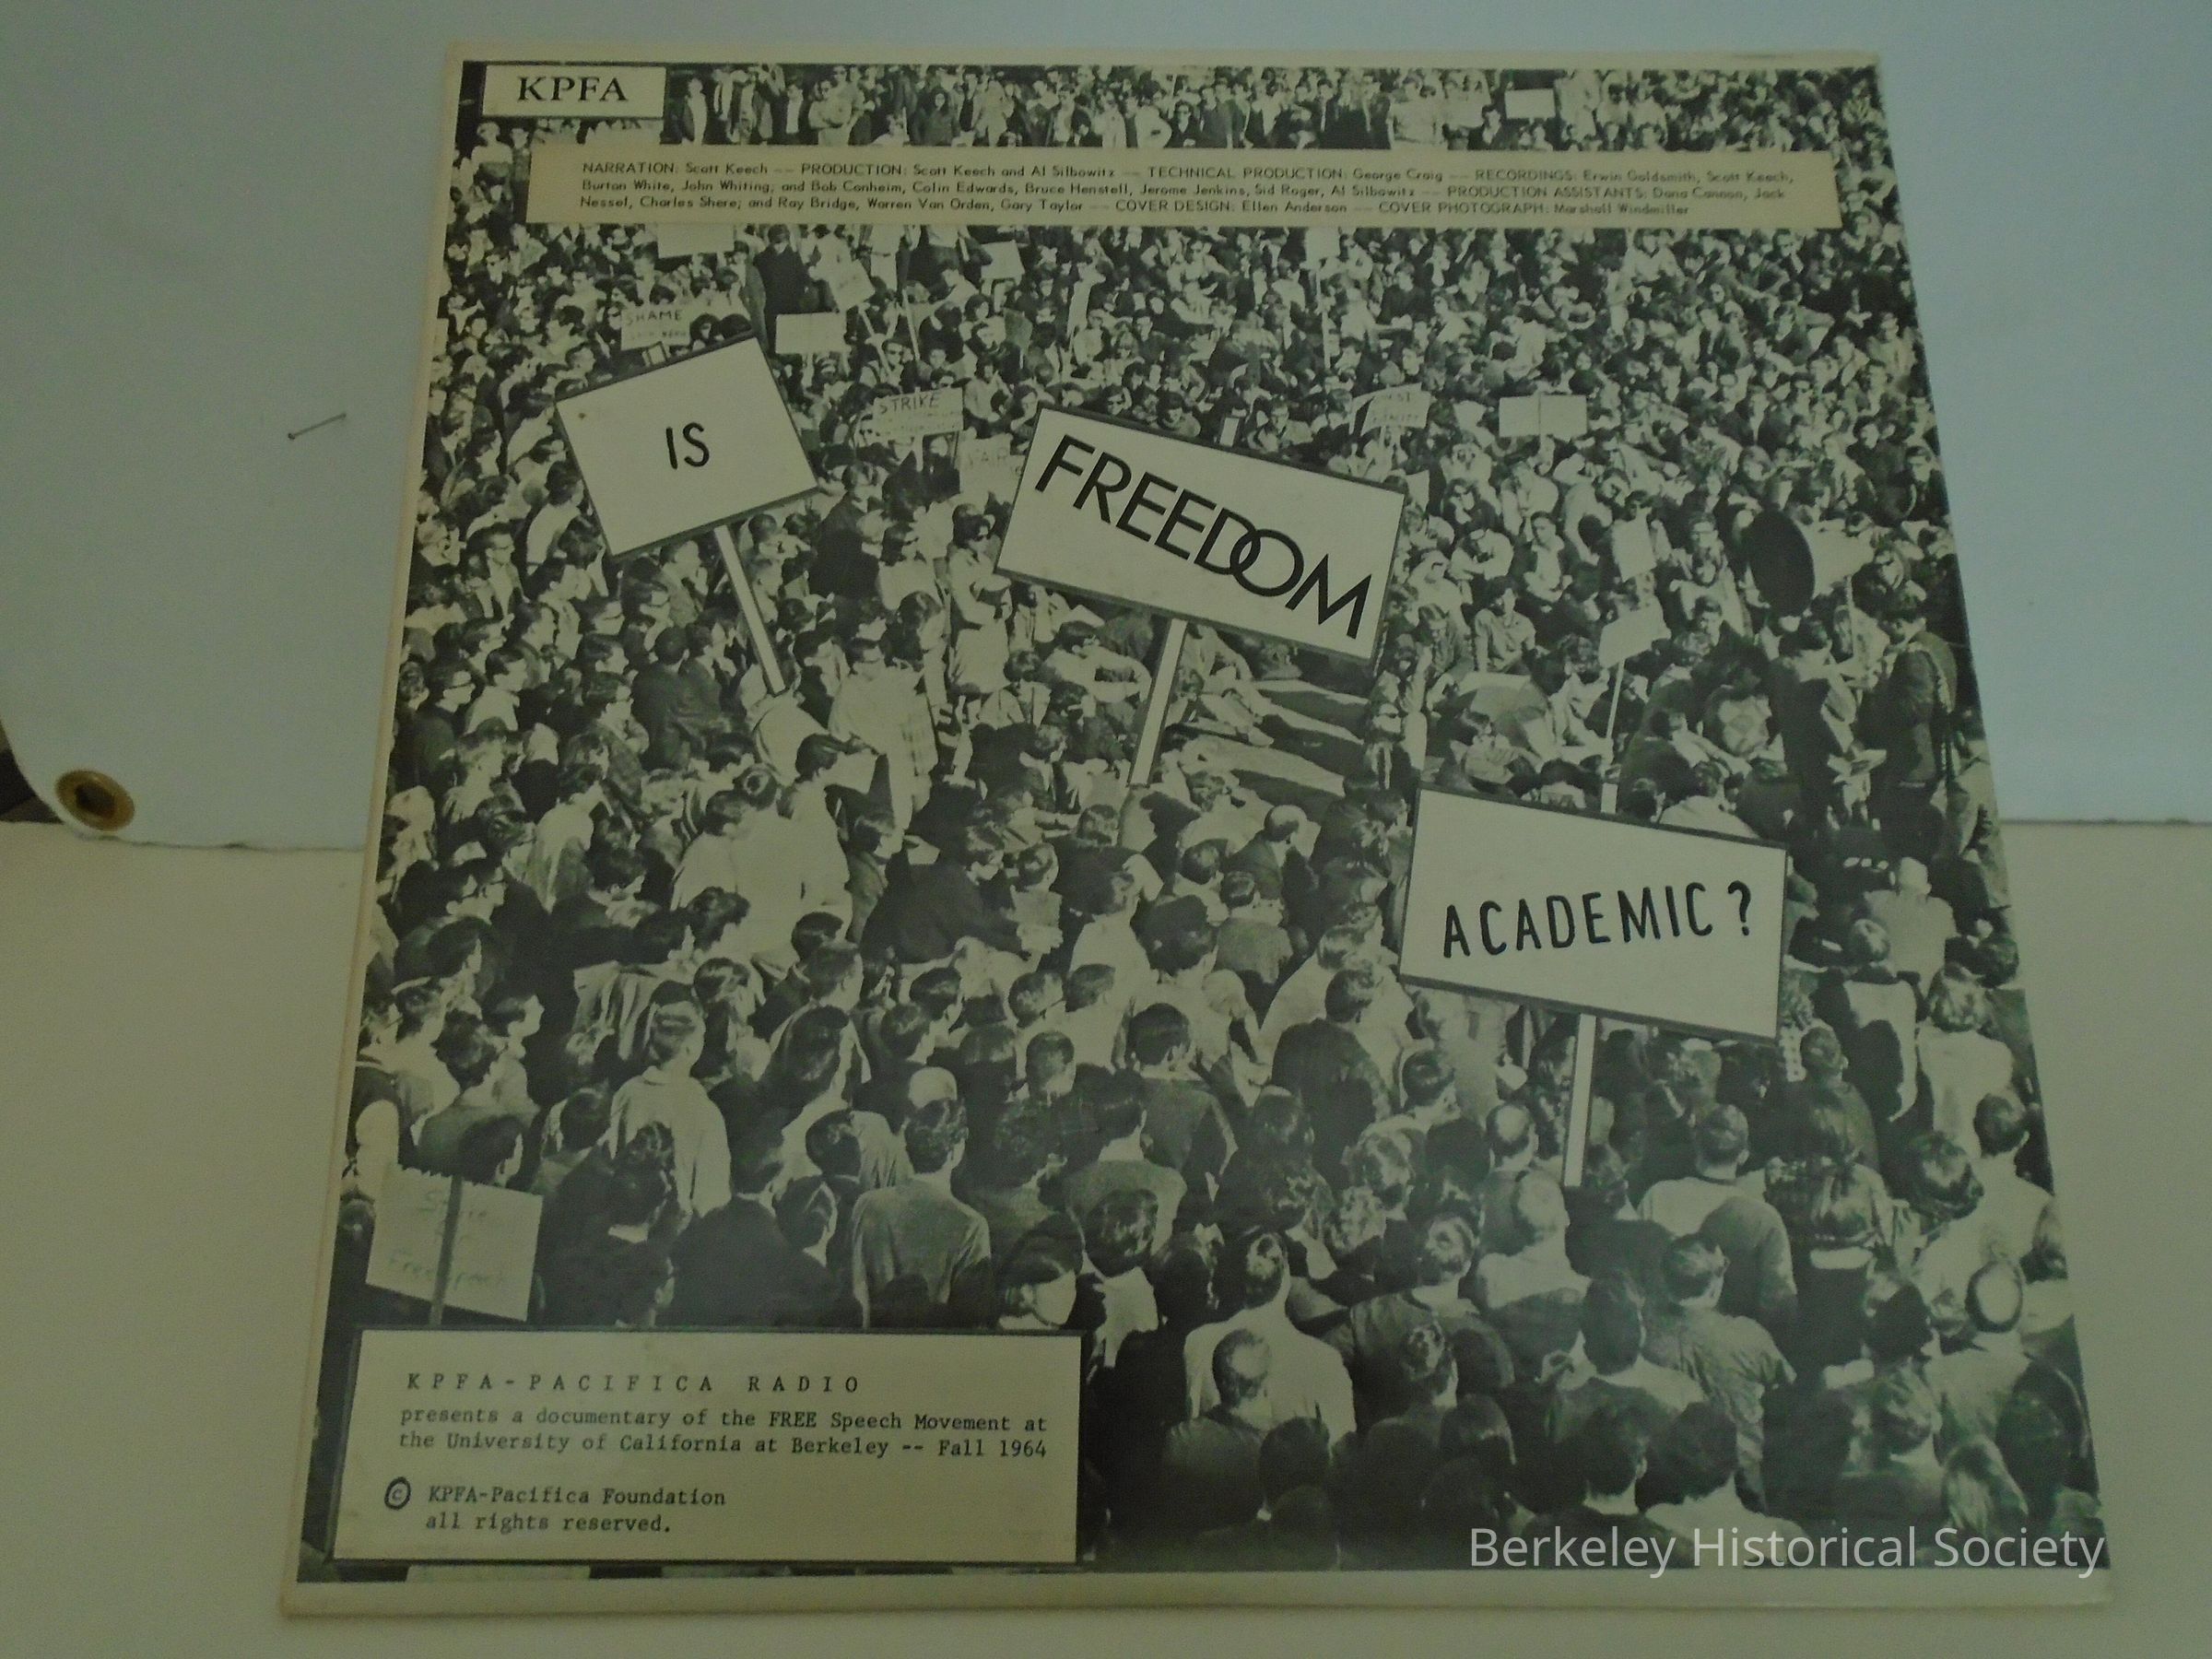 KPFA
NARRATION: Scott Keech -- PRODUCTION: Scott Keech and Al Silbowitz -- TECHNICAL PRODUCTION: George Craig -- RECORDINGS: Erwin Goldsmith, Scott Keech,
Burton White, John Whiting; and Bob Conheim, Colin Edwards, Bruce Henstell, Jerome Jenkins, Sid Roger, Al Silbowitz -- PRODUCTION ASSISTANTS: Dana Cannon, Jack
Nessel, Charles Shere; and Ray Bridge, Warren Van Orden, Gary Taylor -- COVER DESIGN: Ellen Anderson -- COVER PHOTOGRAPH: Marshall Windmiller
SHAME
STRIKE
IS
FREEDOM
ACADEMIC?
KPFA-PACIFICA RADIO
presents a documentary of the FREE Speech Movement at
the University of California at Berkeley -- Fall 1964
© KPFA-Pacifica Foundation
all rights reserved.
Berkeley Historical Society